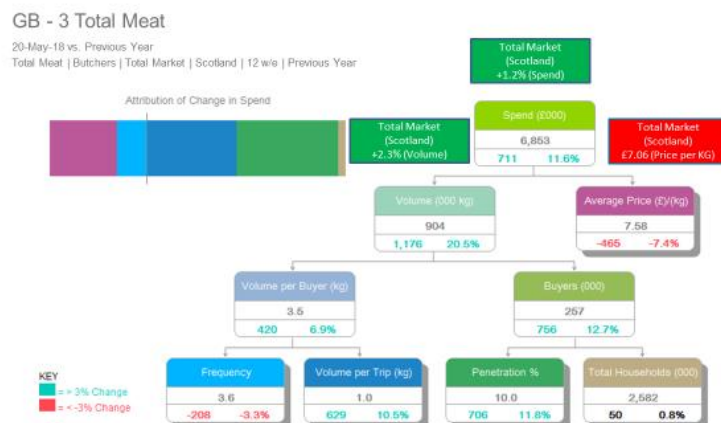 GB - 3 Total Meat
20-May-18 vs. Previous Year
Total Meat | Butchers | Total Market | Scotland | 12 w/e | Previous Year
Attribution of Change in Spend
Total Market
(Scotland)
+1.2% (Spend)
Total Market
(Scotland)
+2.3% (Volume)
Spend (£000)
6,853
711 11.6%
Total Market
(Scotland)
£7.06 (Price per KG)
Volume (000 kg)
904
1,176 20.5%
Average Price (£)/(kg)
7.58
-465 -7.4%
Volume per Buyer (kg)
3.5
420 6.9%
Buyers (000)
257
756 12.7%
KEY
= > 3% Change
= < -3% Change
Frequency
3.6
-208 -3.3%
Volume per Trip (kg)
1.0
629 10.5%
Penetration %
10.0
706 11.8%
Total Households (000)
2,582
50 0.8%